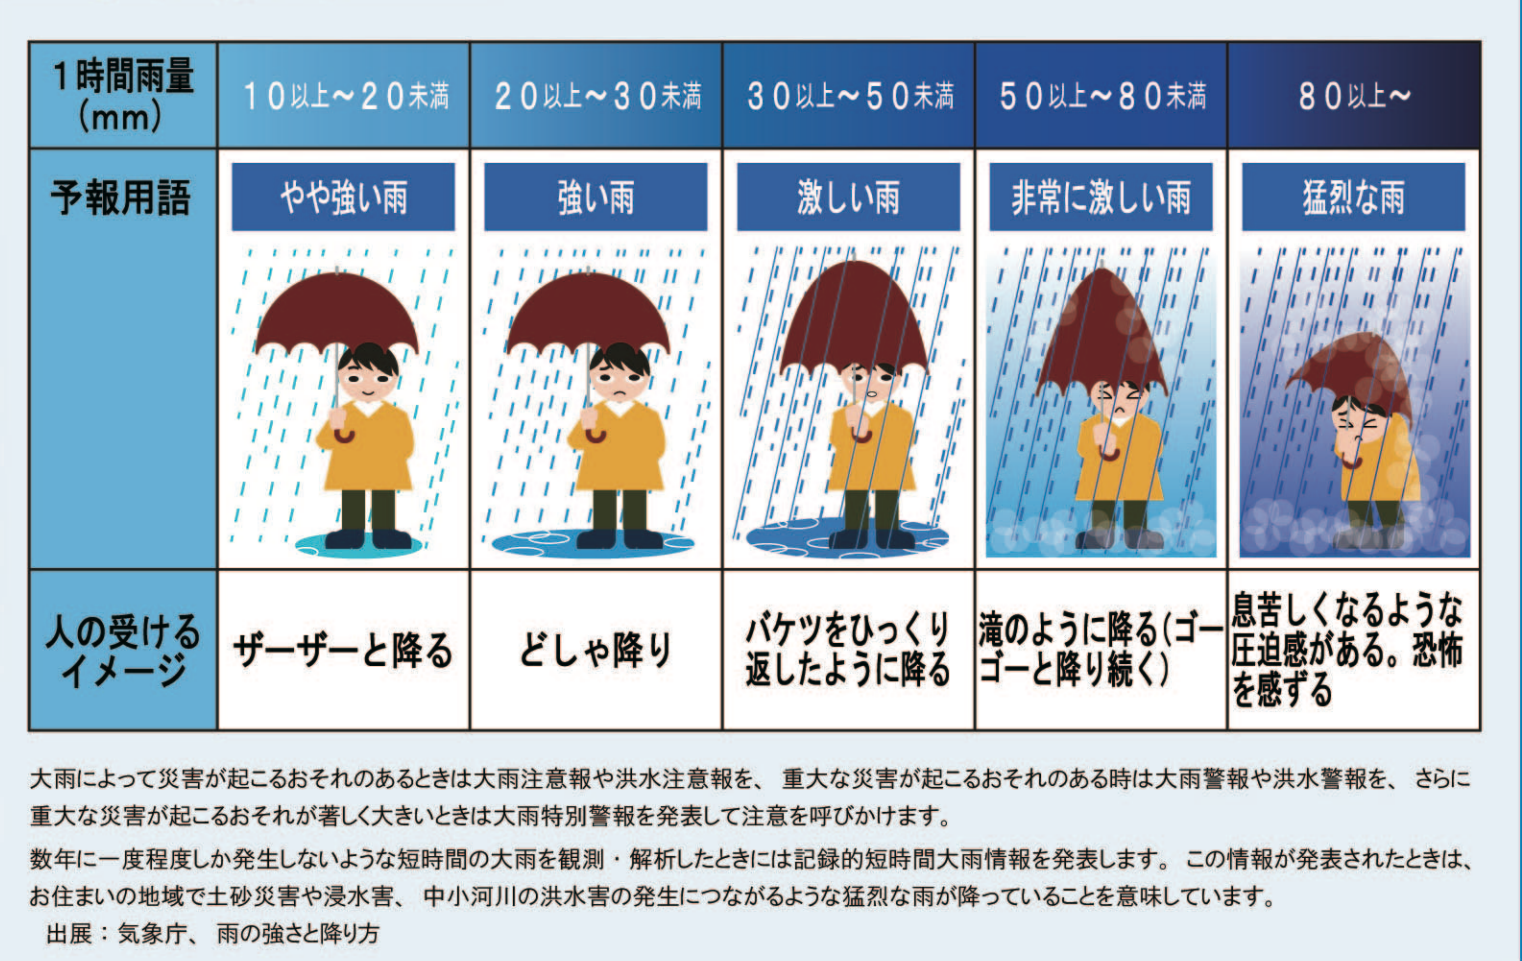 1時間雨量
(mm)
10以上～20未満
20以上～30未満
30以上～50未満
50以上～80未満
80以上～
予報用語
やや強い雨
強い雨
激しい雨
非常に激しい雨
猛烈な雨
人の受ける
イメージ
ザーザーと降る
どしゃ降り
バケツをひっくり
返したように降る
滝のように降る(ゴー
ゴーと降り続く)
息苦しくなるような
圧迫感がある。恐怖
を感ずる
大雨によって災害が起こるおそれのあるときは大雨注意報や洪水注意報を、重大な災害が起こるおそれのある時は大雨警報や洪水警報を、さらに
重大な災害が起こるおそれが著しく大きいときは大雨特別警報を発表して注意を呼びかけます。
数年に一度程度しか発生しないような短時間の大雨を観測・解析したときには記録的短時間大雨情報を発表します。この情報が発表されたときは、
お住まいの地域で土砂災害や浸水害、中小河川の洪水害の発生につながるような猛烈な雨が降っていることを意味しています。
出展：気象庁、雨の強さと降り方